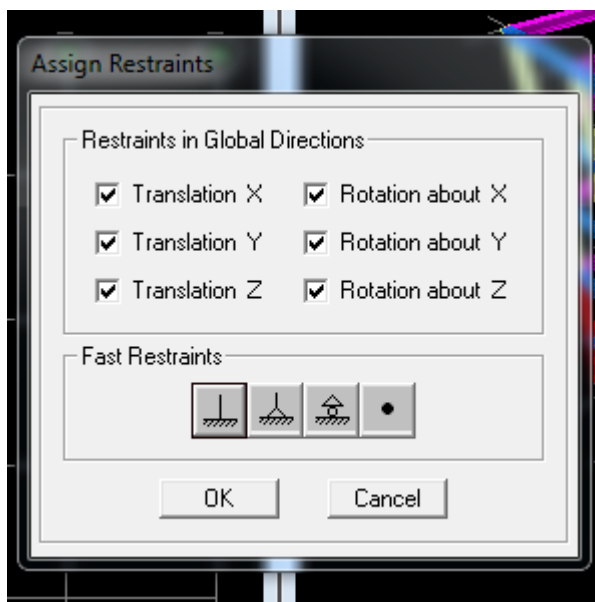 Assign Restraints
Restraints in Global Directions
Translation X Rotation about X
Translation Y Rotation about Y
Translation Z Rotation about Z
Fast Restraints
OK Cancel